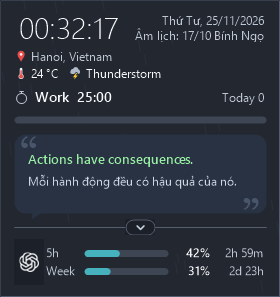 00:32:17
Thứ Tư, 25/11/2026
Âm lịch: 17/10 Bính Ngọ
Hanoi, Vietnam
24 °C Thunderstorm
Work 25:00 Today 0
Actions have consequences.
Mỗi hành động đều có hậu quả của nó.
5h 42% 2h 59m
Week 31% 2d 23h